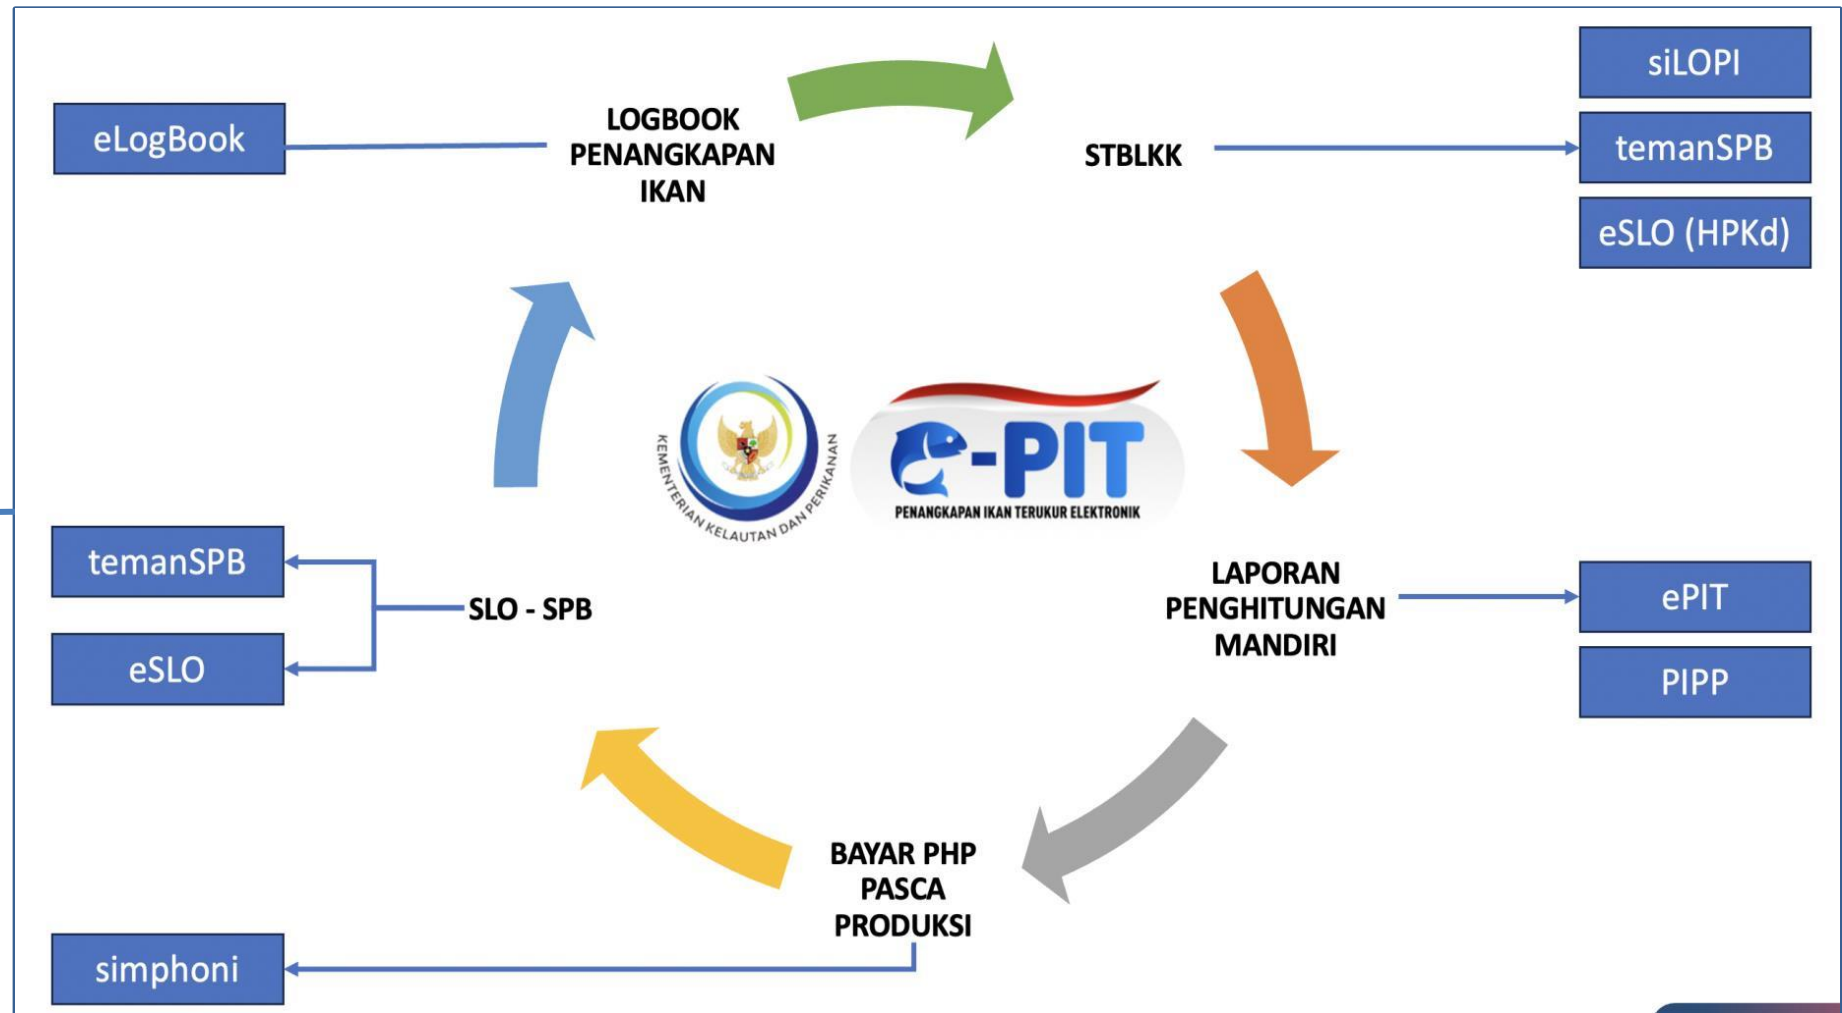 eLogBook
LOGBOOK
PENANGKAPAN
IKAN
STBLKK
siLOPI
temanSPB
eSLO (HPKd)
KEMENTERIAN KELAUTAN DAN PERIKANAN
e-PIT
PENANGKAPAN IKAN TERUKUR ELEKTRONIK
temanSPB
eSLO
SLO - SPB
LAPORAN
PENGHITUNGAN
MANDIRI
ePIT
PIPP
BAYAR PHP
PASCA
PRODUKSI
simphoni